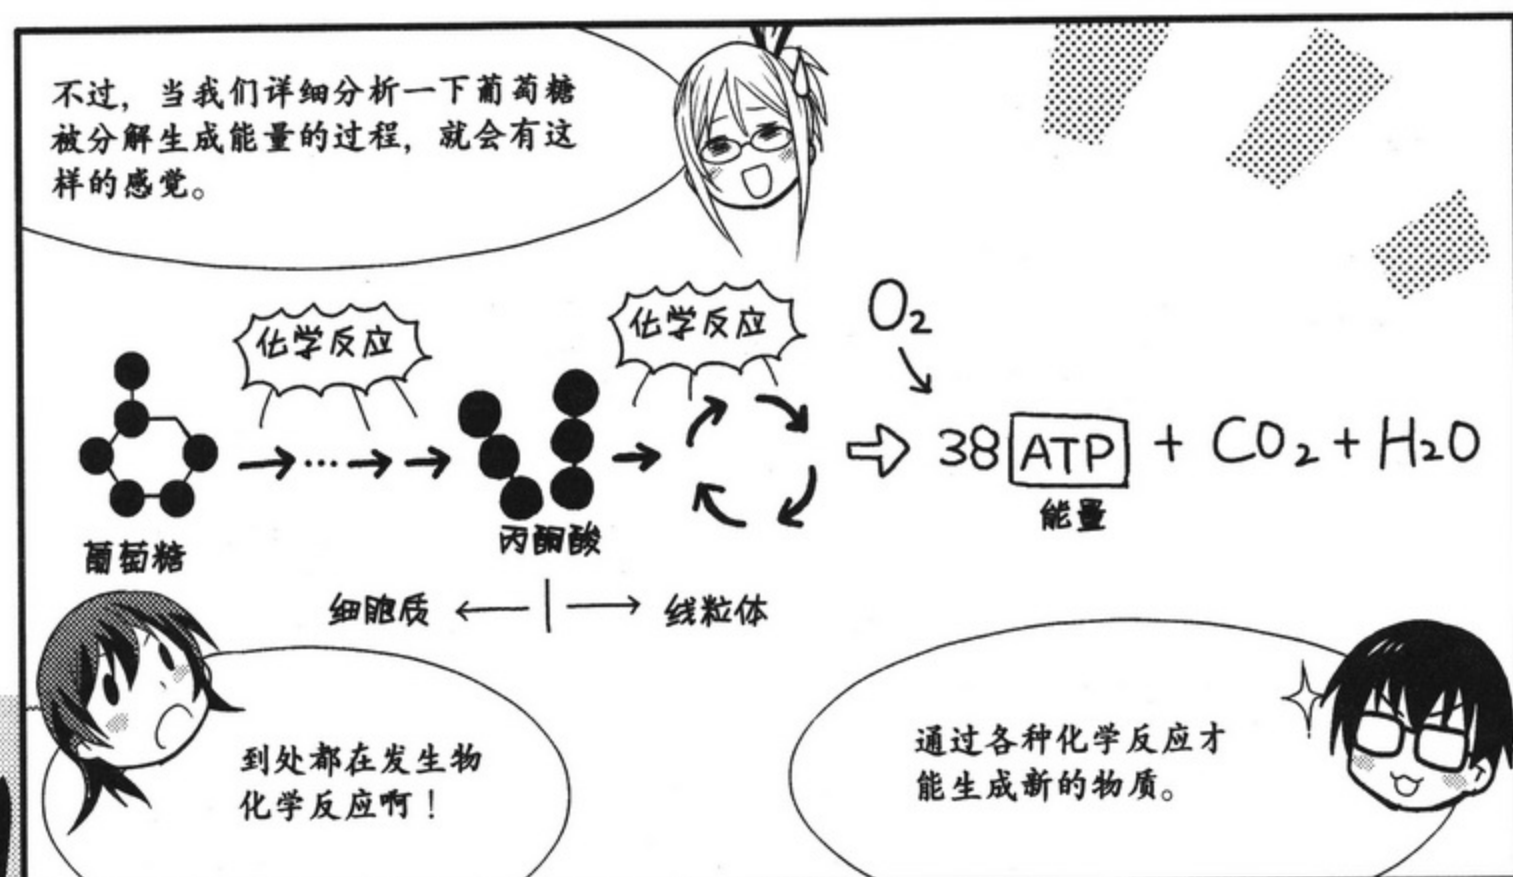 不过，当我们详细分析一下葡萄糖
被分解生成能量的过程，就会有这
样的感觉。
化学反应
化学反应
O₂
38 ATP + CO₂ + H₂O
能量
葡萄糖
丙酮酸
细胞质 ← | → 线粒体
到处都在发生物
化学反应啊！
通过各种化学反应才
能生成新的物质。